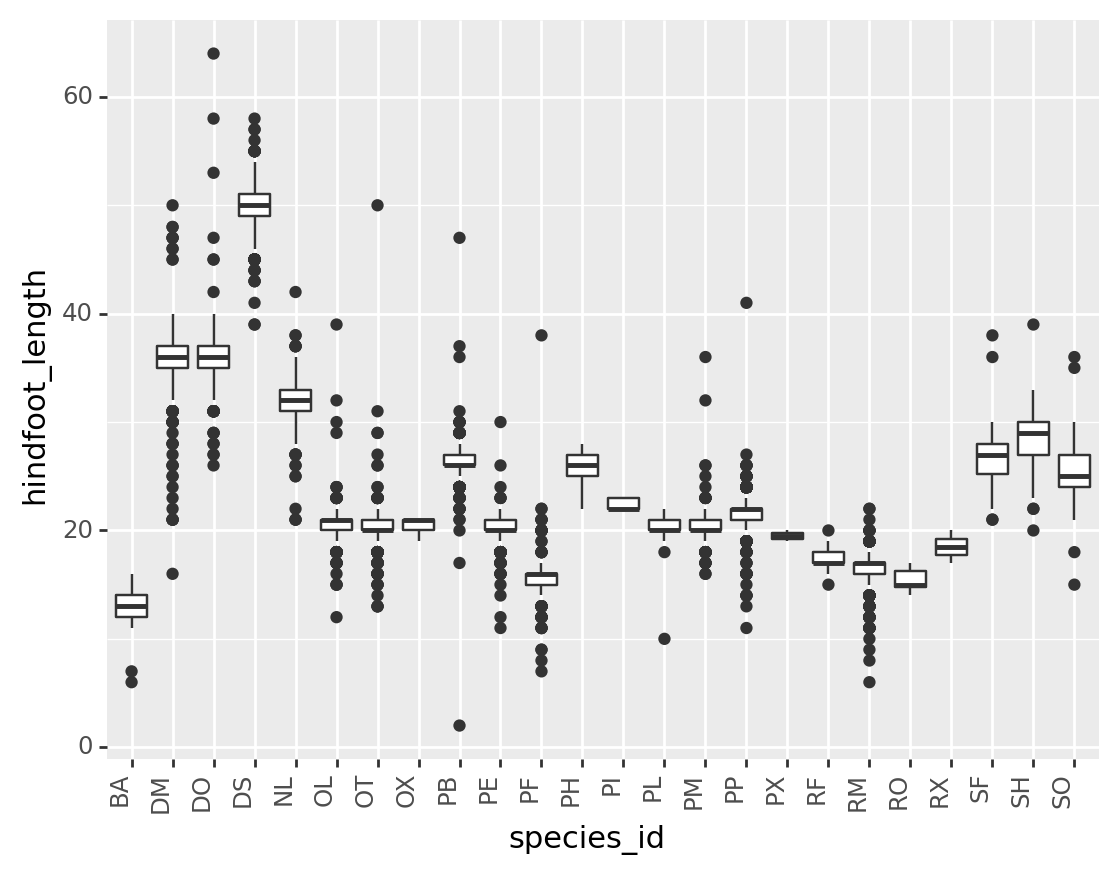 hindfoot_length
60
40
20
0
BA DM DO DS NL OL OT OX PB PE PF PH PI PL PM PP PX RF RM RO RX SF SH SO
species_id